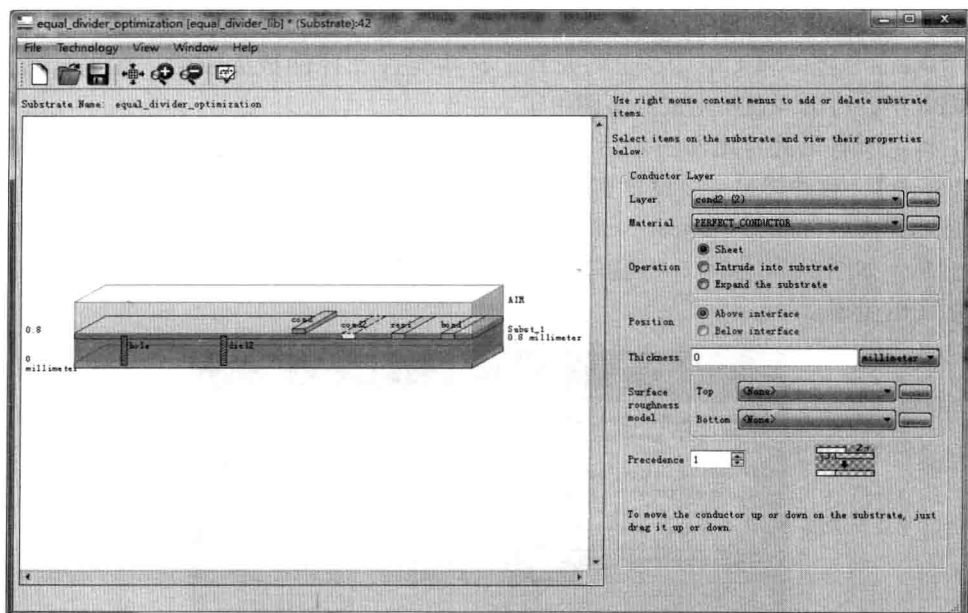 equal_divider_optimization [equal_divider_lib] * (Substrate):42
File Technology View Window Help
Substrate Name: equal_divider_optimization
Use right mouse context menus to add or delete substrate
items.
Select items on the substrate and view their properties
below.
Conductor Layer
Layer cond2 (2)
Material PERFECT_CONDUCTOR
Operation Sheet
Intrude into substrate
Expand the substrate
Position Above interface
Below interface
Thickness 0 millimeter
Surface
roughness
model
Top <None>
Bottom <None>
Precedence 1
To move the conductor up or down on the substrate, just
drag it up or down.
AIR
cond
cond2 resi bond
0.8
Subst_1
0.8 millimeter
hole diel2
0
millimeter